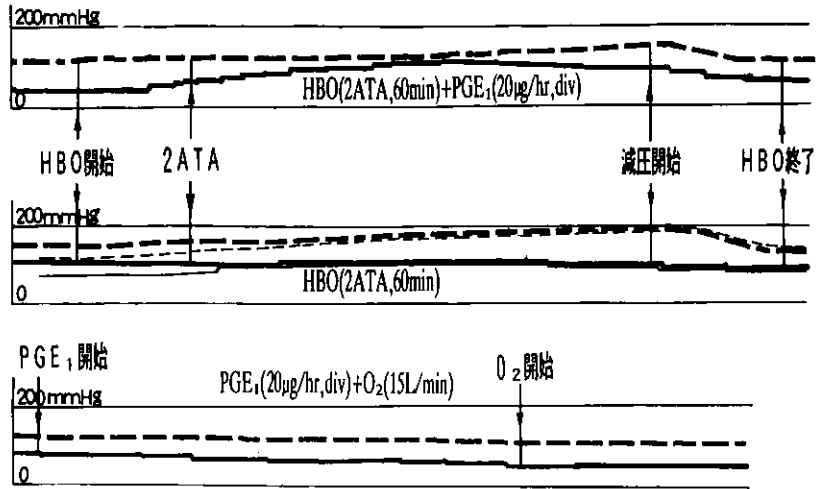 200mmHg
HBO(2ATA,60min)+PGE₁(20μg/hr,div)
0
HBO開始
2ATA
減圧開始
HBO終了
200mmHg
HBO(2ATA,60min)
0
PGE₁開始
PGE₁(20μg/hr,div)+O₂(15L/min)
O₂開始
200mmHg
0